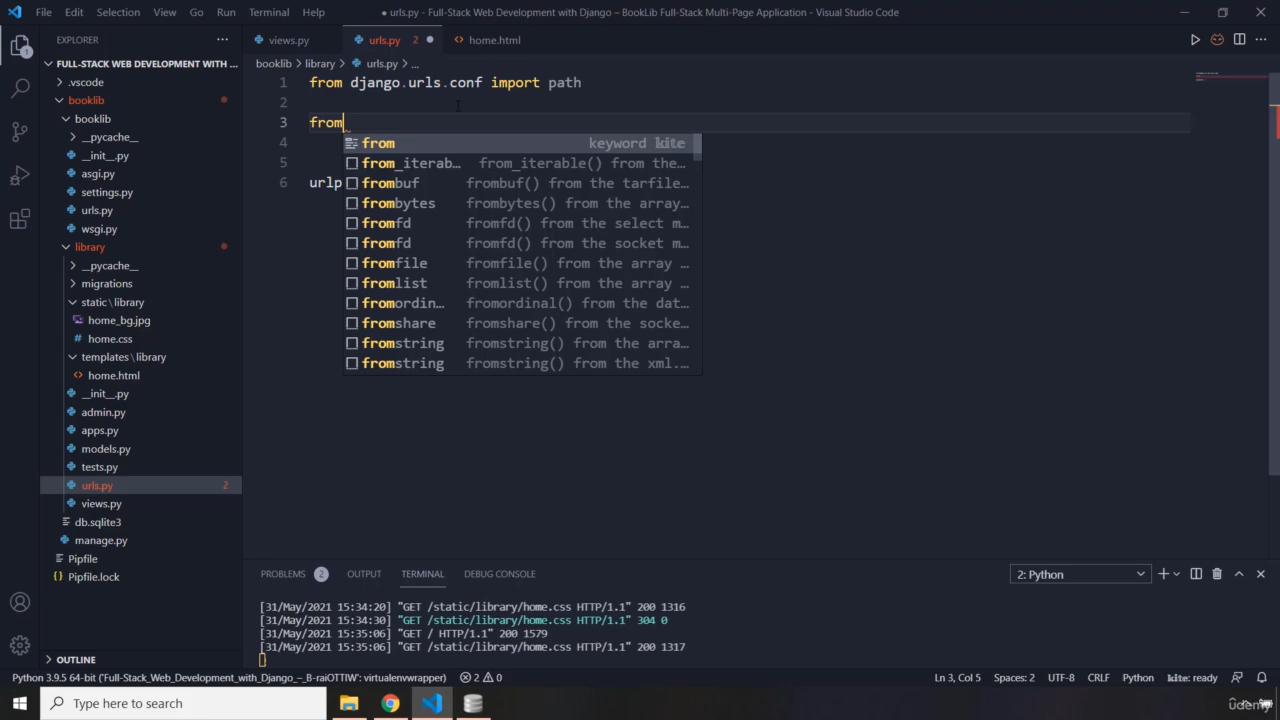 File Edit Selection View Go Run Terminal Help
● urls.py - Full-Stack Web Development with Django – BookLib Full-Stack Multi-Page Application - Visual Studio Code
EXPLORER ···
views.py
urls.py 2 ●
home.html
FULL-STACK WEB DEVELOPMENT WITH ...
.vscode
booklib
booklib
__pycache__
__init__.py
asgi.py
settings.py
urls.py
wsgi.py
library
__pycache__
migrations
static\library
home_bg.jpg
home.css
templates\library
home.html
__init__.py
admin.py
apps.py
models.py
tests.py
urls.py 2
views.py
db.sqlite3
manage.py
Pipfile
Pipfile.lock
OUTLINE
1
booklib > library > urls.py > ...
1 from django.urls.conf import path
2
3 from
4
5
6 urlp
from keyword kite
from_iterab... from_iterable() from the...
frombuf frombuf() from the tarfile...
frombytes frombytes() from the array...
fromfd fromfd() from the select m...
fromfd fromfd() from the socket m...
fromfile fromfile() from the array ...
fromlist fromlist() from the array ...
fromordin... fromordinal() from the dat...
fromshare fromshare() from the socke...
fromstring fromstring() from the arra...
fromstring fromstring() from the xml....
PROBLEMS 2 OUTPUT TERMINAL DEBUG CONSOLE
2: Python
[31/May/2021 15:34:20] "GET /static/library/home.css HTTP/1.1" 200 1316
[31/May/2021 15:34:30] "GET /static/library/home.css HTTP/1.1" 304 0
[31/May/2021 15:35:06] "GET / HTTP/1.1" 200 1579
[31/May/2021 15:35:06] "GET /static/library/home.css HTTP/1.1" 200 1317
Python 3.9.5 64-bit ('Full-Stack_Development_with_Django_–_B-raiOTTIW': virtualenvwrapper) 2 0
Ln 3, Col 5 Spaces: 2 UTF-8 CRLF Python kite: ready
Type here to search
udemy